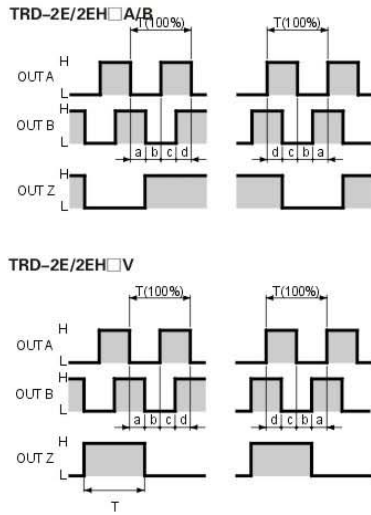 TRD–2E/2EH□A/B
T(100%) T(100%)
H
OUT A
L
H
OUT B
L
a b c d d c b a
H
OUT Z
L
TRD–2E/2EH□V
T(100%) T(100%)
H
OUT A
L
H
OUT B
L
a b c d d c b a
H
OUT Z
L
T